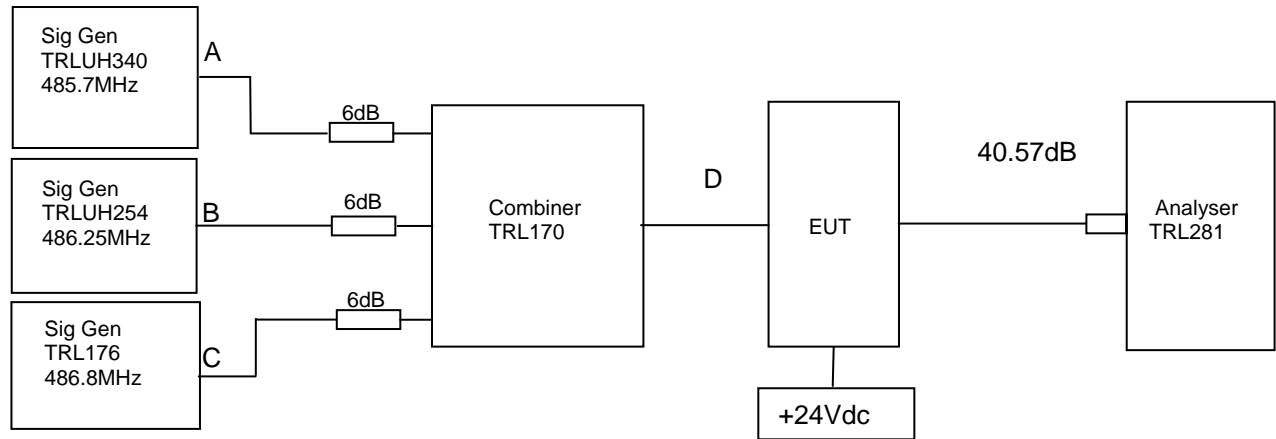 Sig Gen
TRLUH340
485.7MHz
A
6dB
Sig Gen
TRLUH254
486.25MHz
B
6dB
Sig Gen
TRL176
486.8MHz
C
6dB
Combiner
TRL170
D
EUT
+24Vdc
40.57dB
Analyser
TRL281